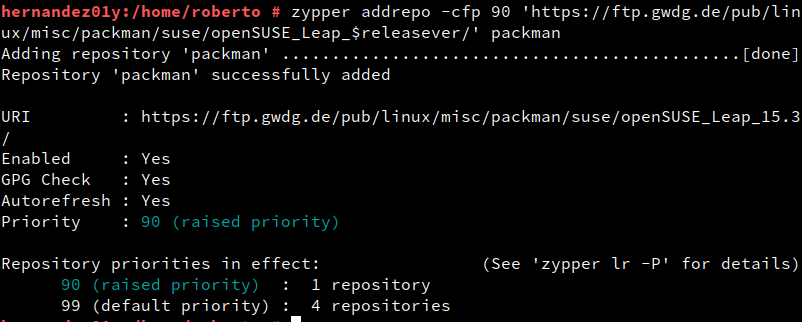 hernandez01y:/home/roberto # zypper addrepo -cfp 90 'https://ftp.gwdg.de/pub/lin
ux/misc/packman/suse/openSUSE_Leap_$releasever/' packman
Adding repository 'packman' ..............................................[done]
Repository 'packman' successfully added
URI         : https://ftp.gwdg.de/pub/linux/misc/packman/suse/openSUSE_Leap_15.3
/
Enabled     : Yes
GPG Check   : Yes
Autorefresh : Yes
Priority    : 90 (raised priority)
Repository priorities in effect:                (See 'zypper lr -P' for details)
      90 (raised priority)  :  1 repository
      99 (default priority) :  4 repositories